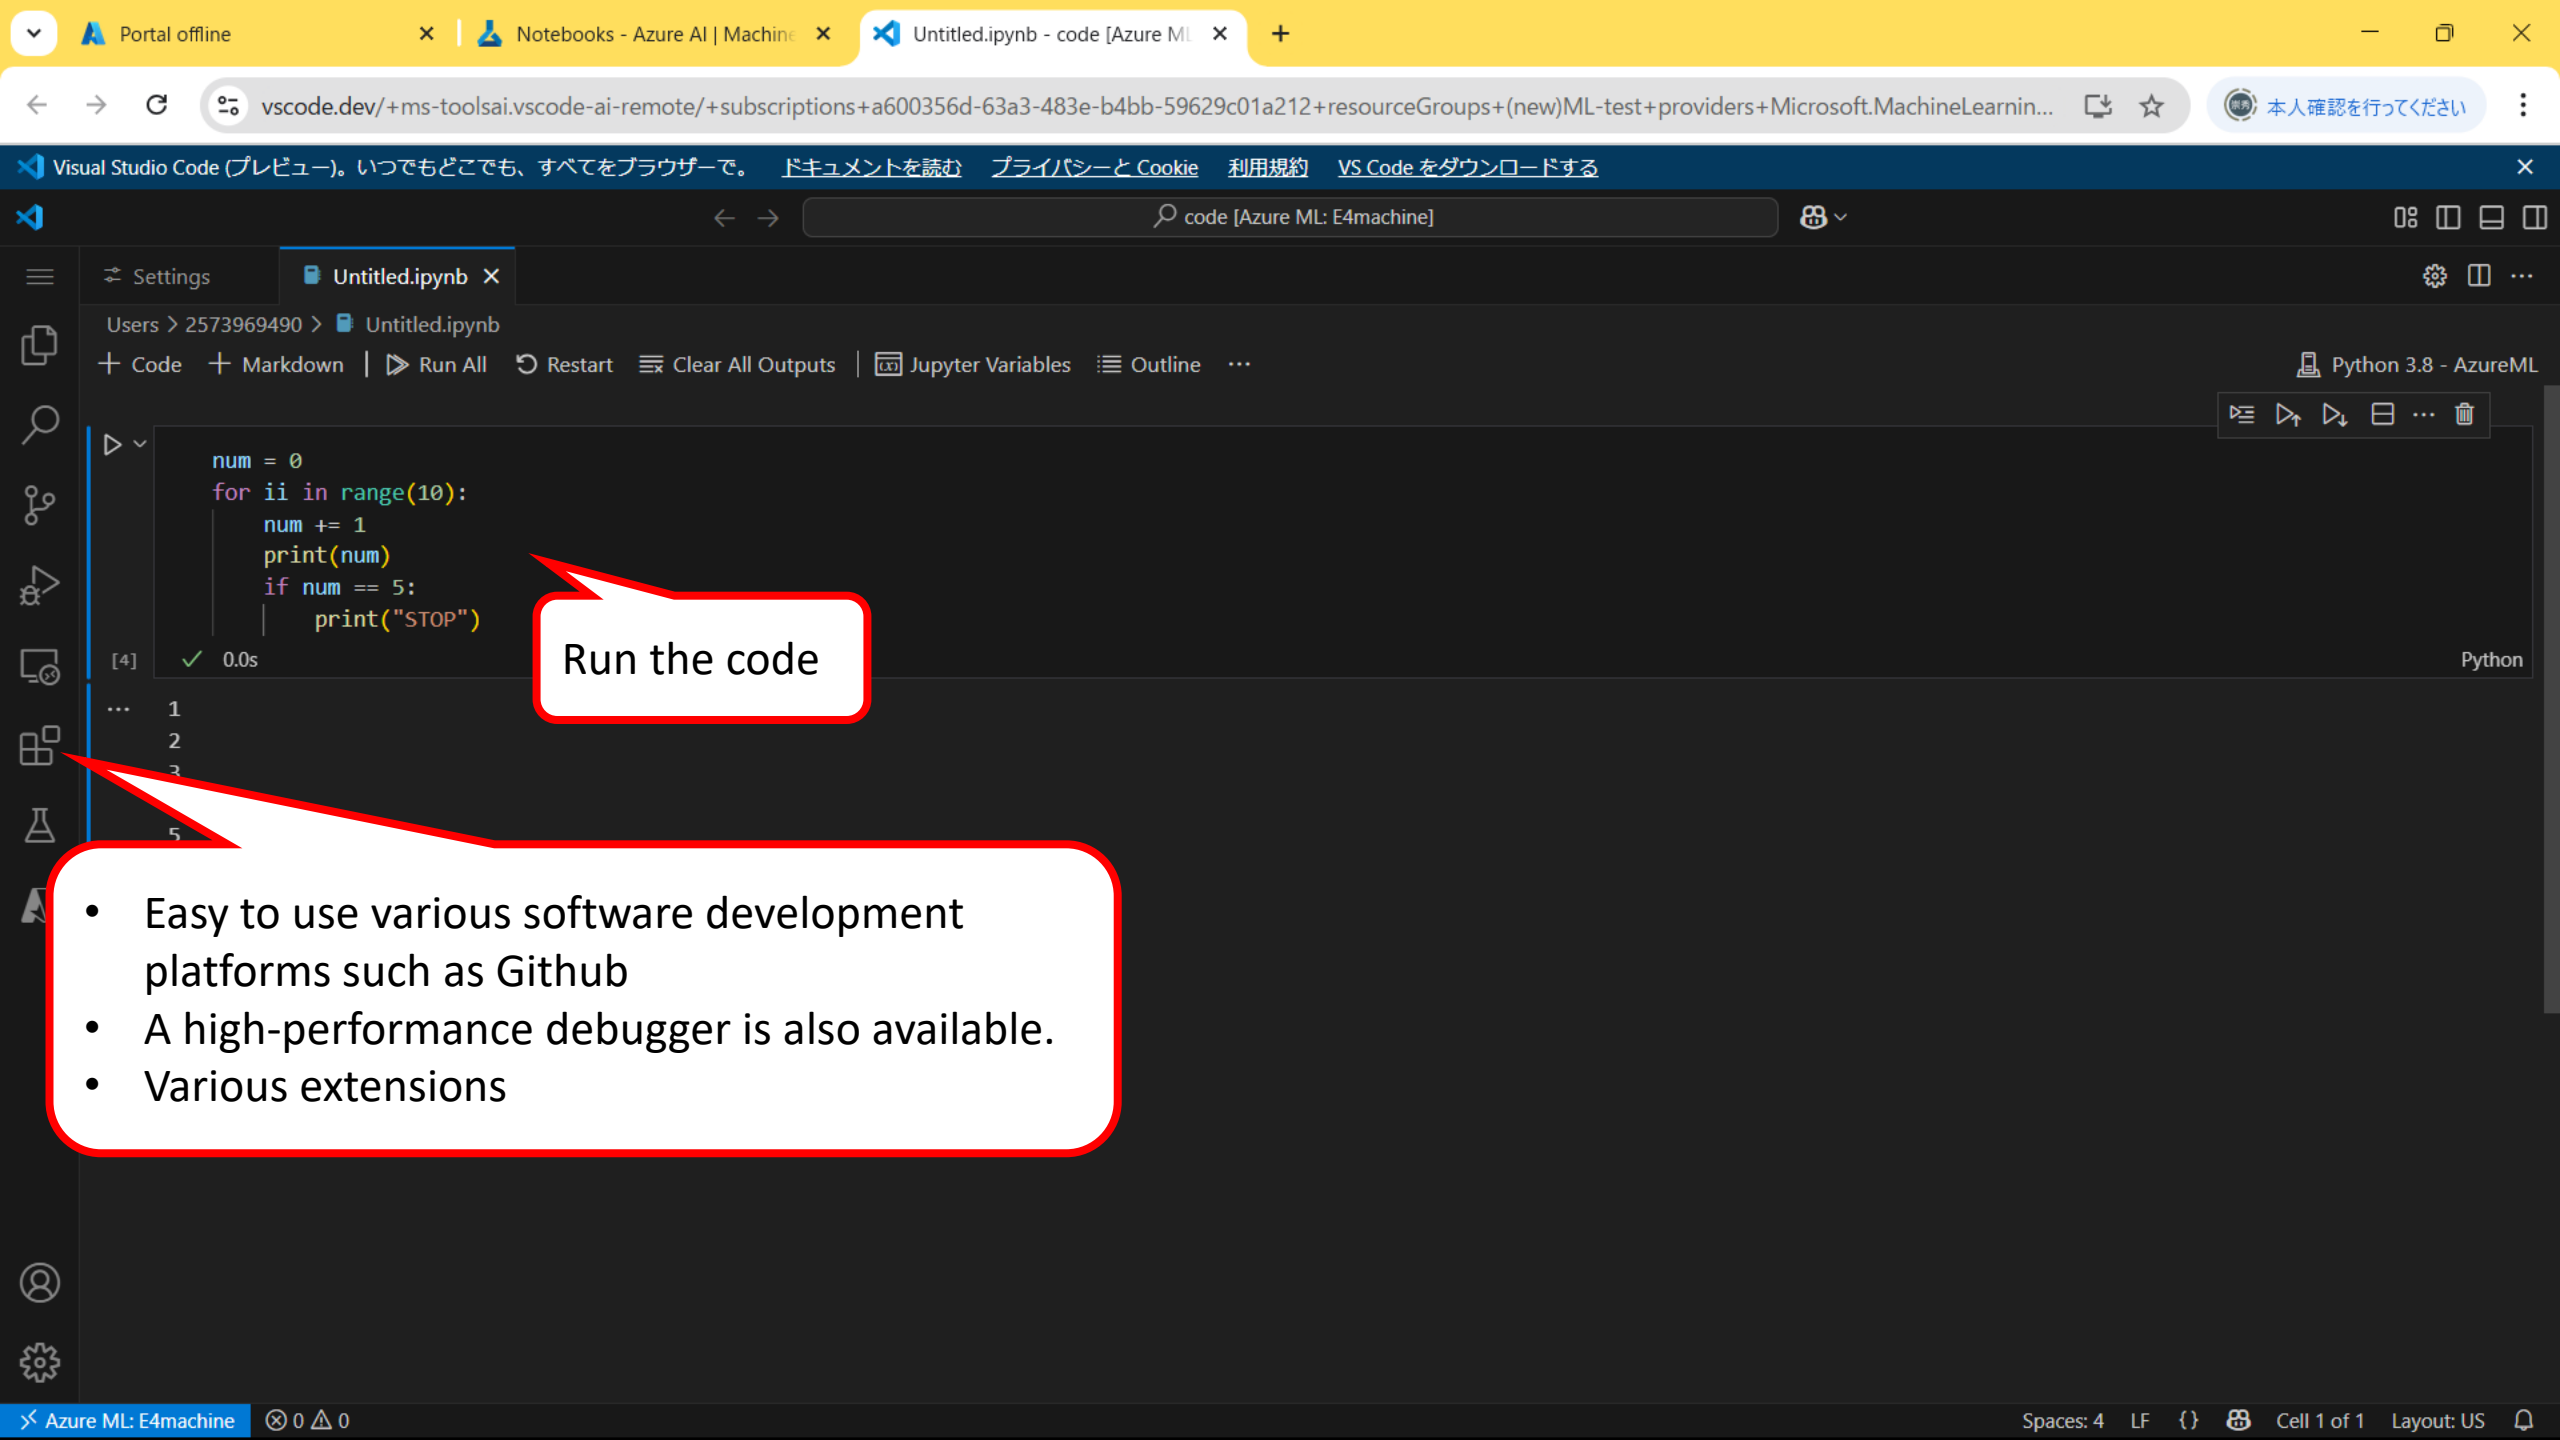 Portal offline
Notebooks - Azure AI | Machine
Untitled.ipynb - code [Azure ML
vscode.dev/+ms-toolsai.vscode-ai-remote/+subscriptions+a600356d-63a3-483e-b4bb-59629c01a212+resourceGroups+(new)ML-test+providers+Microsoft.MachineLearnin...
本人確認を行ってください
Visual Studio Code (プレビュー)。いつでもどこでも、すべてをブラウザーで。 ドキュメントを読む プライバシーと Cookie 利用規約 VS Code をダウンロードする
code [Azure ML: E4machine]
Settings
Untitled.ipynb
Users > 2573969490 > Untitled.ipynb
+ Code + Markdown | Run All Restart Clear All Outputs | Jupyter Variables Outline ...
Python 3.8 - AzureML
num = 0
for ii in range(10):
num += 1
print(num)
if num == 5:
print("STOP")
[4] ✓ 0.0s
Python
Run the code
1
2
3
5
• Easy to use various software development
platforms such as Github
• A high-performance debugger is also available.
• Various extensions
Azure ML: E4machine 0 0
Spaces: 4 LF {} Cell 1 of 1 Layout: US